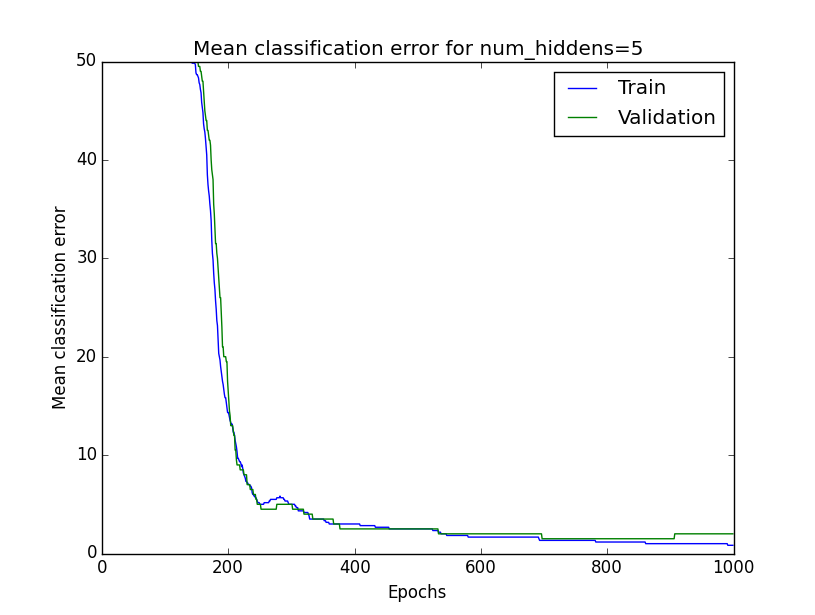 Mean classification error for num_hiddens=5
50
40
30
20
10
0
Mean classification error
Train
Validation
0
200
400
600
800
1000
Epochs